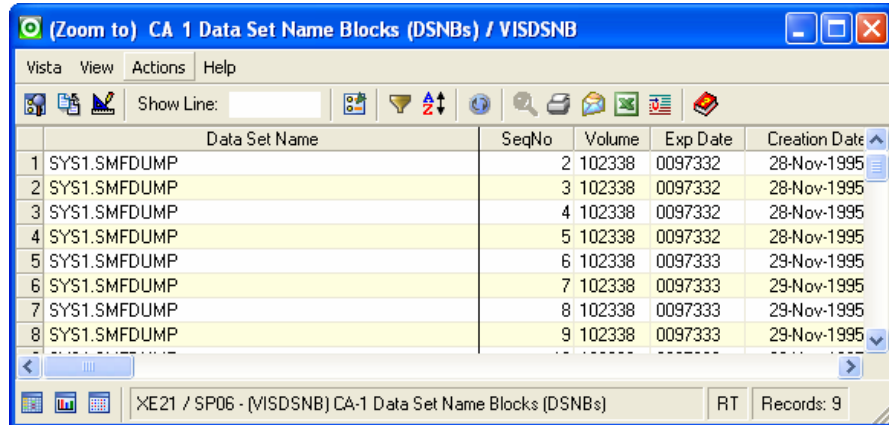 (Zoom to) CA 1 Data Set Name Blocks (DSNBs) / VISDSNB
Vista View Actions Help
Show Line:
Data Set Name SeqNo Volume Exp Date Creation Date
1 SYS1.SMFDUMP 2 102338 0097332 28-Nov-1995
2 SYS1.SMFDUMP 3 102338 0097332 28-Nov-1995
3 SYS1.SMFDUMP 4 102338 0097332 28-Nov-1995
4 SYS1.SMFDUMP 5 102338 0097332 28-Nov-1995
5 SYS1.SMFDUMP 6 102338 0097333 29-Nov-1995
6 SYS1.SMFDUMP 7 102338 0097333 29-Nov-1995
7 SYS1.SMFDUMP 8 102338 0097333 29-Nov-1995
8 SYS1.SMFDUMP 9 102338 0097333 29-Nov-1995
XE21 / SP06 - (VISDSNB) CA-1 Data Set Name Blocks (DSNBs) RT Records: 9